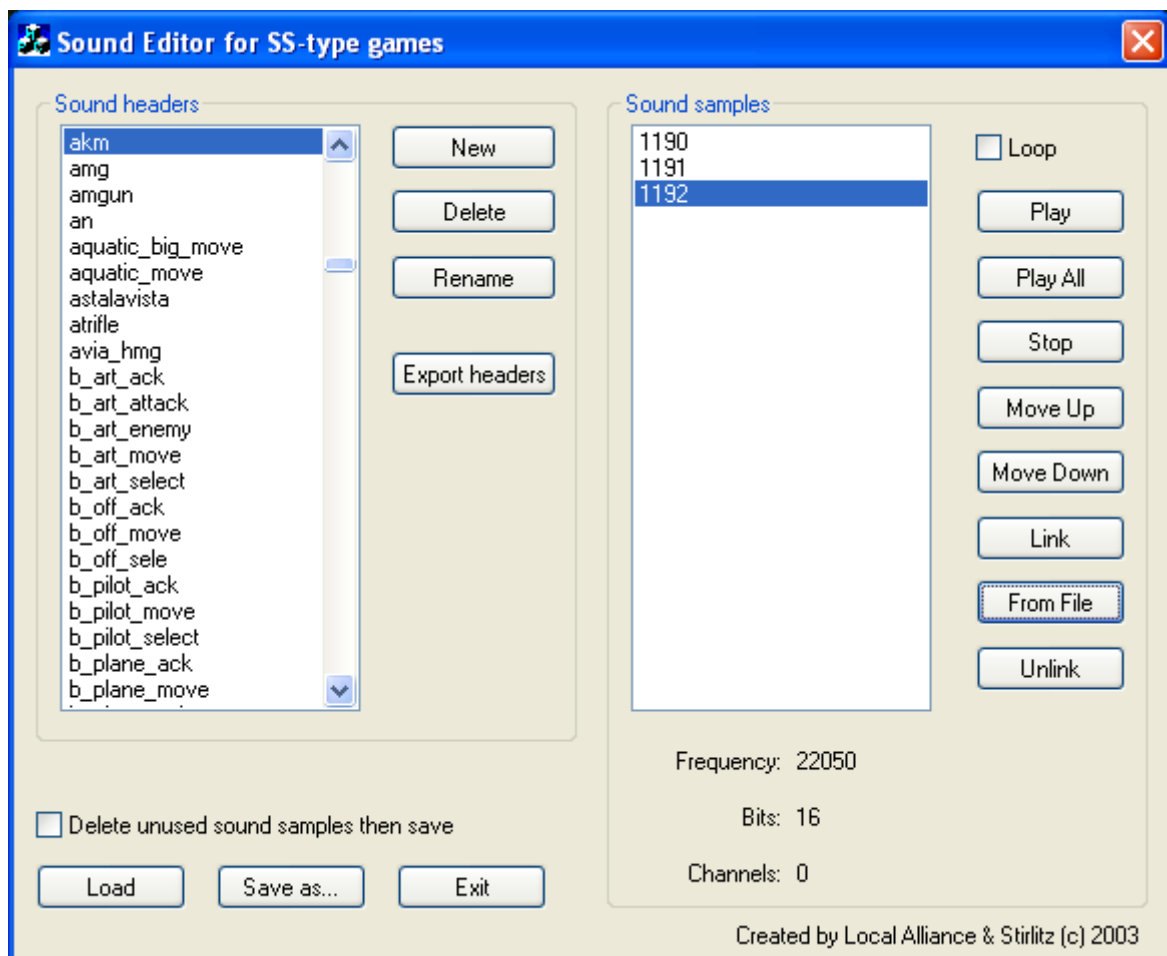 Sound Editor for SS-type games
Sound headers
akm
amg
amgun
an
aquatic_big_move
aquatic_move
astalavista
atrifle
avia_hmg
b_art_ack
b_art_attack
b_art_enemy
b_art_move
b_art_select
b_off_ack
b_off_move
b_off_sele
b_pilot_ack
b_pilot_move
b_pilot_select
b_plane_ack
b_plane_move
New
Delete
Rename
Export headers
Sound samples
1190
1191
1192
Loop
Play
Play All
Stop
Move Up
Move Down
Link
From File
Unlink
Frequency: 22050
Bits: 16
Channels: 0
Delete unused sound samples then save
Load
Save as...
Exit
Created by Local Alliance & Stirlitz (c) 2003